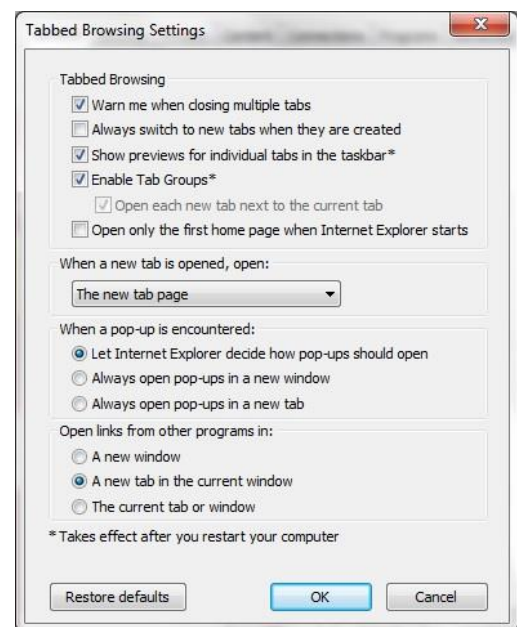 Tabbed Browsing Settings
Tabbed Browsing
Warn me when closing multiple tabs
Always switch to new tabs when they are created
Show previews for individual tabs in the taskbar*
Enable Tab Groups*
Open each new tab next to the current tab
Open only the first home page when Internet Explorer starts
When a new tab is opened, open:
The new tab page
When a pop-up is encountered:
Let Internet Explorer decide how pop-ups should open
Always open pop-ups in a new window
Always open pop-ups in a new tab
Open links from other programs in:
A new window
A new tab in the current window
The current tab or window
* Takes effect after you restart your computer
Restore defaults OK Cancel